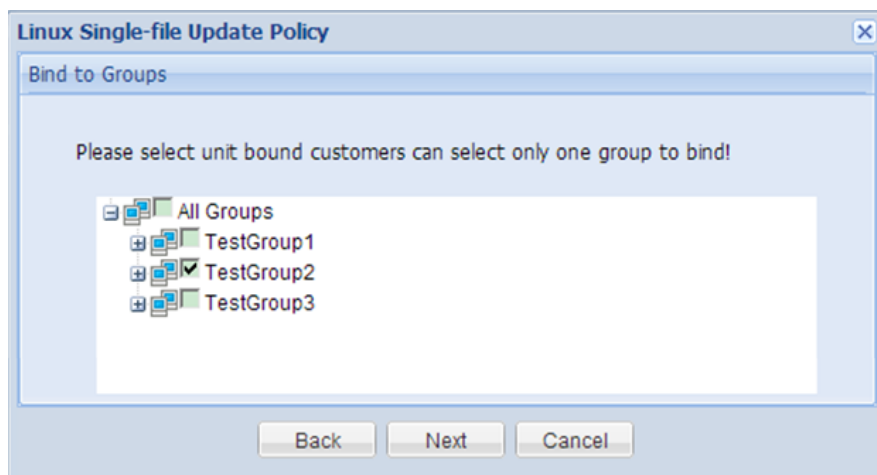 Linux Single-file Update Policy
Bind to Groups
Please select unit bound customers can select only one group to bind!
All Groups
TestGroup1
TestGroup2
TestGroup3
Back Next Cancel